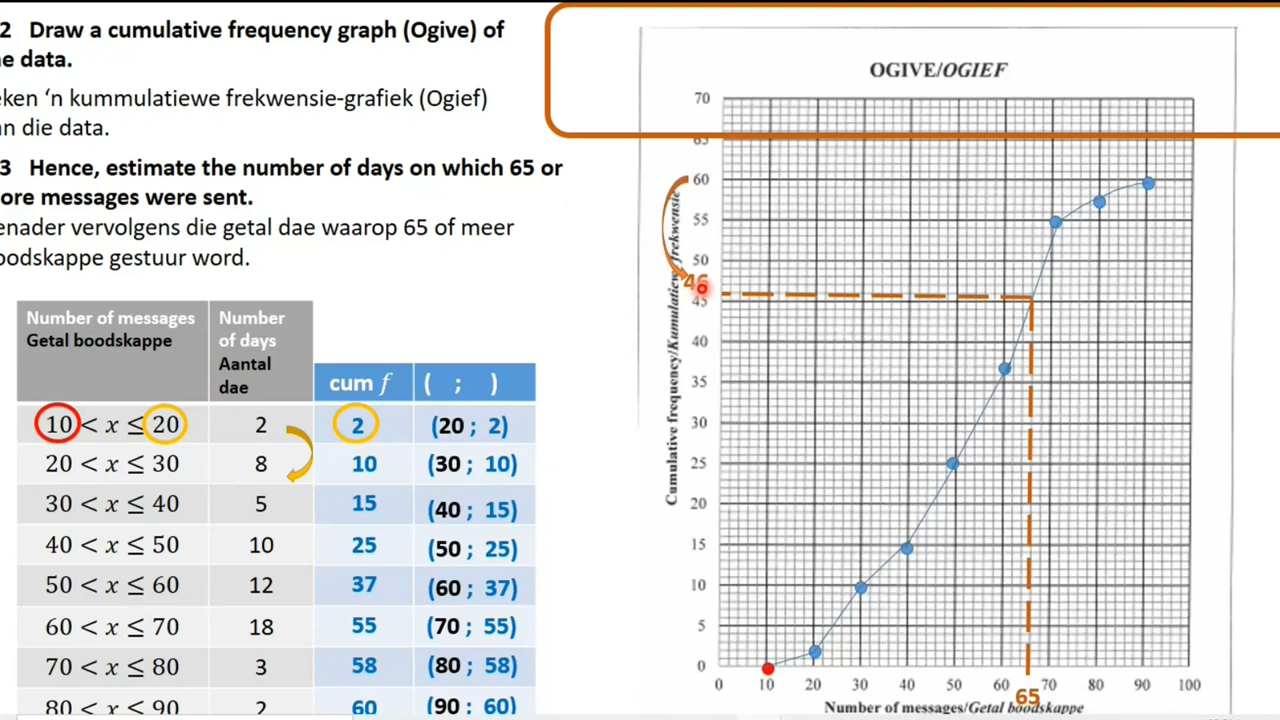 2 Draw a cumulative frequency graph (Ogive) of
e data.
eken ‘n kummulatiewe frekwensie-grafiek (Ogief)
n die data.
3 Hence, estimate the number of days on which 65 or
ore messages were sent.
enader vervolgens die getal dae waarop 65 of meer
oodskappe gestuur word.
Number of messages
Getal boodskappe
Number
of days
Aantal
dae
cum f
( ; )
10 < x ≤ 20 2 2 (20 ; 2)
20 < x ≤ 30 8 10 (30 ; 10)
30 < x ≤ 40 5 15 (40 ; 15)
40 < x ≤ 50 10 25 (50 ; 25)
50 < x ≤ 60 12 37 (60 ; 37)
60 < x ≤ 70 18 55 (70 ; 55)
70 < x ≤ 80 3 58 (80 ; 58)
80 < x ≤ 90 2 60 (90 ; 60)
OGIVE/OGIEF
Cumulative frequency/Kumulatiewe frekwensie
70
65
60
55
50
46
45
40
35
30
25
20
15
10
5
0
0 10 20 30 40 50 60 70 80 90 100
65
Number of messages/Getal boodskappe